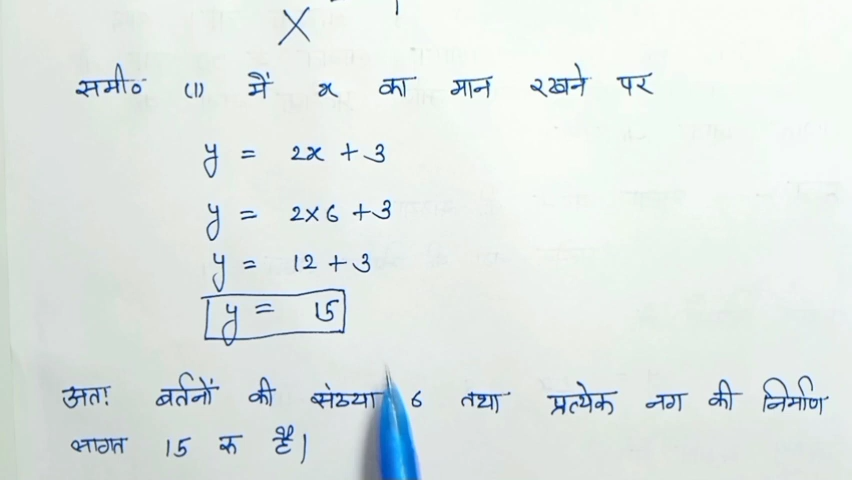 समी० (1) में x का मान रखने पर
y = 2x + 3
y = 2×6 + 3
y = 12 + 3
y = 15
अतः बर्तनों की संख्या 6 तथा प्रत्येक नग की निर्माण
लागत 15 रू है।